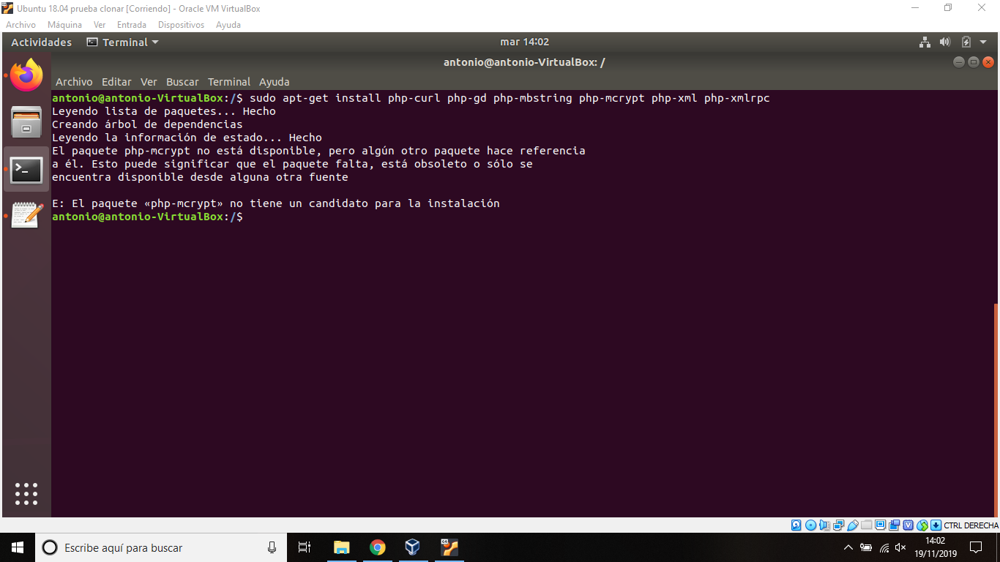 Ubuntu 18.04 prueba clonar [Corriendo] - Oracle VM VirtualBox
Archivo Máquina Ver Entrada Dispositivos Ayuda
Actividades Terminal mar 14:02
antonio@antonio-VirtualBox: /
Archivo Editar Ver Buscar Terminal Ayuda
antonio@antonio-VirtualBox:/$ sudo apt-get install php-curl php-gd php-mbstring php-mcrypt php-xml php-xmlrpc
Leyendo lista de paquetes... Hecho
Creando árbol de dependencias
Leyendo la información de estado... Hecho
El paquete php-mcrypt no está disponible, pero algún otro paquete hace referencia
a él. Esto puede significar que el paquete falta, está obsoleto o sólo se
encuentra disponible desde alguna otra fuente
E: El paquete «php-mcrypt» no tiene un candidato para la instalación
antonio@antonio-VirtualBox:/$
CTRL DERECHA
Escribe aquí para buscar
14:02
19/11/2019